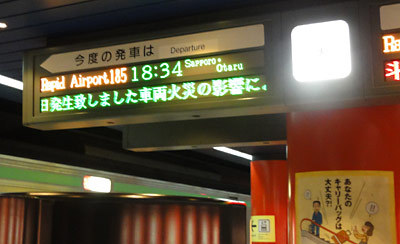 今度の発車は Departure
Rapid Airport185 18:34 Sapporo・
Otaru
日発生致しました車両火災の影響に
Ra
あなたの
キャリーバックは
大丈夫?!